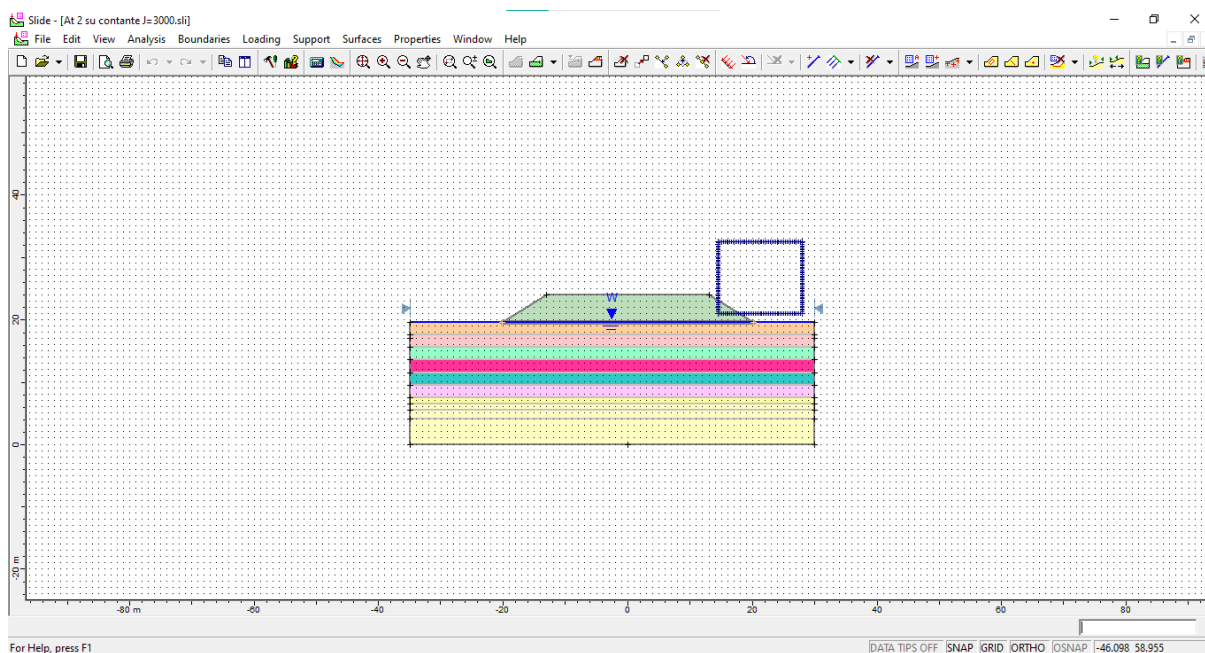 Slide - [At 2 su contante J=3000.sli]
File Edit View Analysis Boundaries Loading Support Surfaces Properties Window Help
40
20
0
-20 m
W
-80 m -60 -40 -20 0 20 40 60 80
For Help, press F1
DATA TIPS OFF SNAP GRID ORTHO OSNAP -46.098 58.955